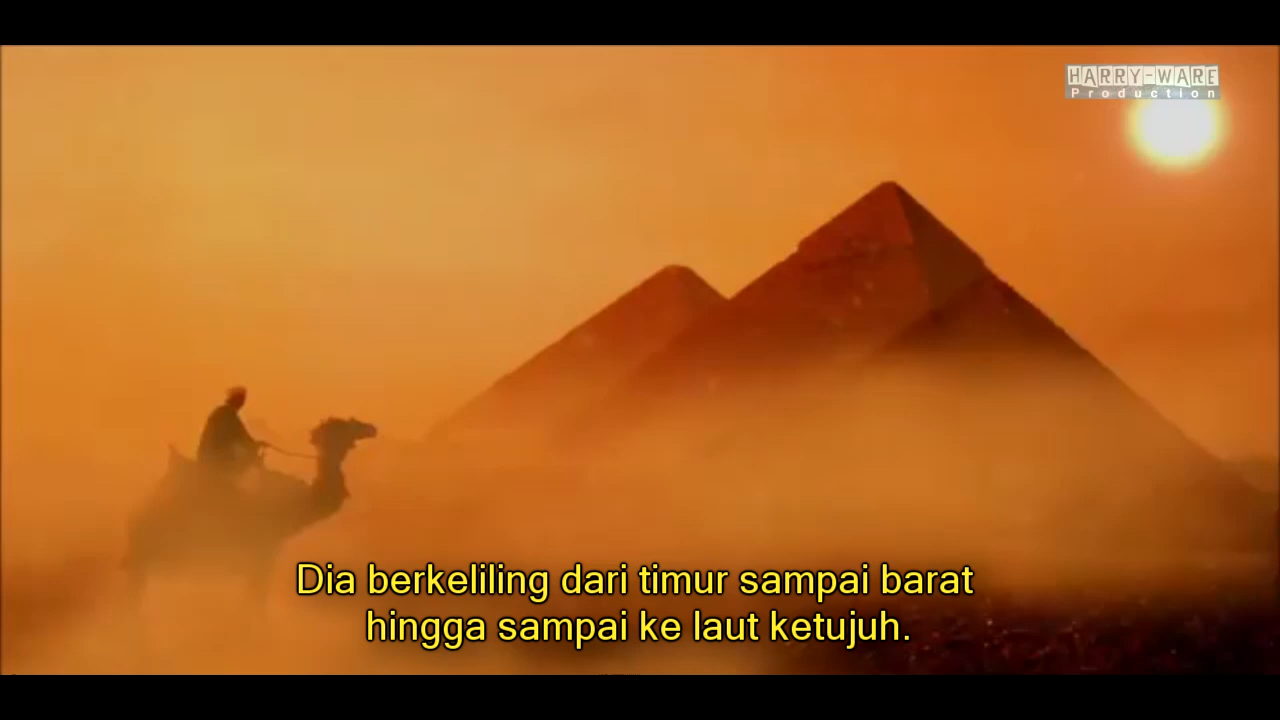 HARRY-WARE
Production
Dia berkeliling dari timur sampai barat
hingga sampai ke laut ketujuh.